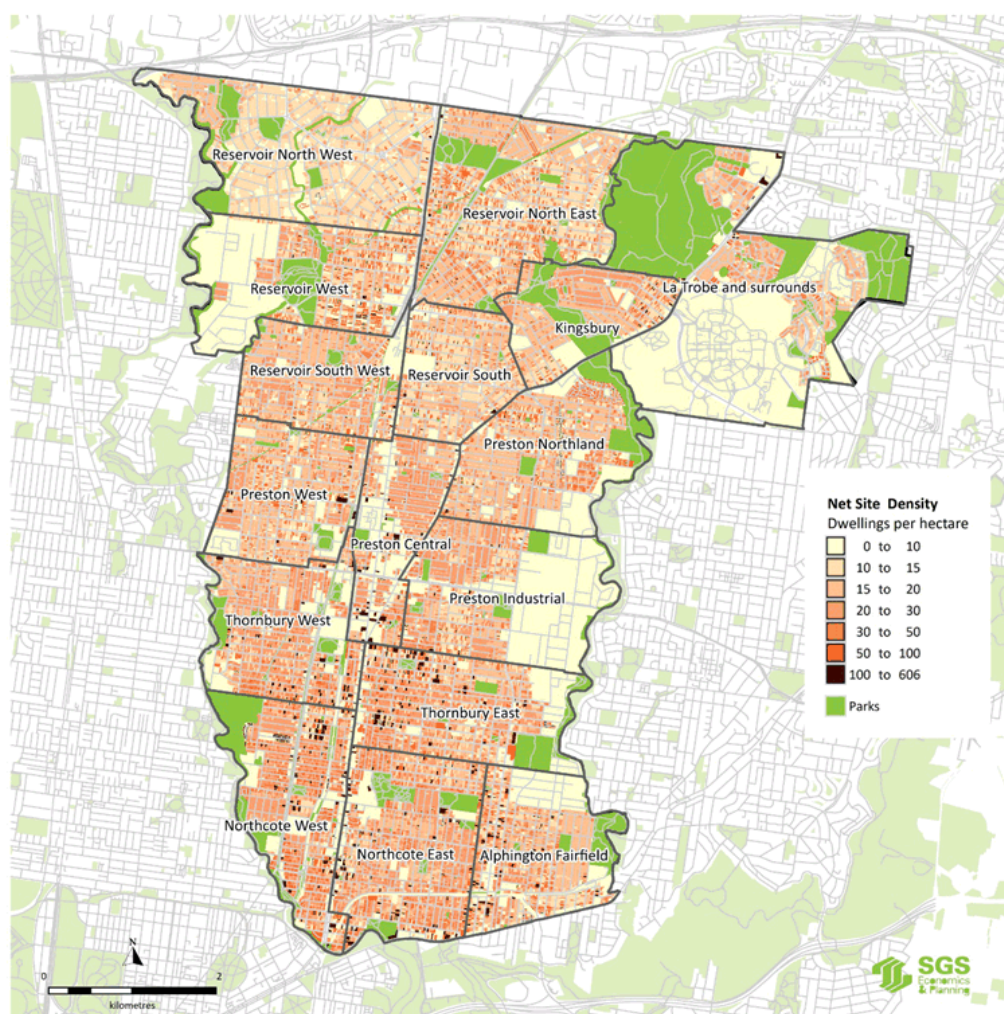 Reservoir North West
Reservoir North East
Reservoir West
La Trobe and surrounds
Kingsbury
Reservoir South West
Reservoir South
Preston Northland
Preston West
Preston Central
Preston Industrial
Thornbury West
Thornbury East
Northcote West
Northcote East
Alphington Fairfield
Net Site Density
Dwellings per hectare
0 to 10
10 to 15
15 to 20
20 to 30
30 to 50
50 to 100
100 to 606
Parks
N
0 2
kilometres
SGS
Economics
& Planning